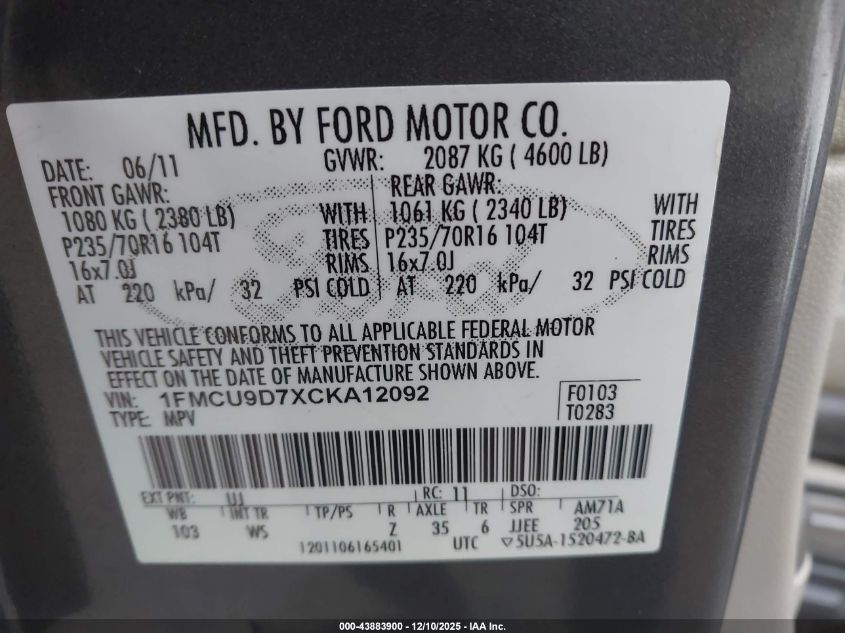 MFD. BY FORD MOTOR CO.
DATE: 06/11 GVWR: 2087 KG ( 4600 LB)
FRONT GAWR: REAR GAWR:
1080 KG ( 2380 LB) WITH 1061 KG ( 2340 LB) WITH
P235/70R16 104T TIRES P235/70R16 104T TIRES
16x7.0J RIMS 16x7.0J RIMS
AT 220 kPa/ 32 PSI COLD AT 220 kPa/ 32 PSI COLD
THIS VEHICLE CONFORMS TO ALL APPLICABLE FEDERAL MOTOR
VEHICLE SAFETY AND THEFT PREVENTION STANDARDS IN
EFFECT ON THE DATE OF MANUFACTURE SHOWN ABOVE.
VIN: 1FMCU9D7XCKA12092 F0103
TYPE: MPV T0283
EXT PNT: UJ RC: 11 DSO:
WB INT TR TP/PS R AXLE TR SPR AM71A
103 WS Z 35 6 JJEE 205
1201106165401 UTC ▽5U5A-1520472-BA
000-43883900 - 12/10/2025 - IAA Inc.